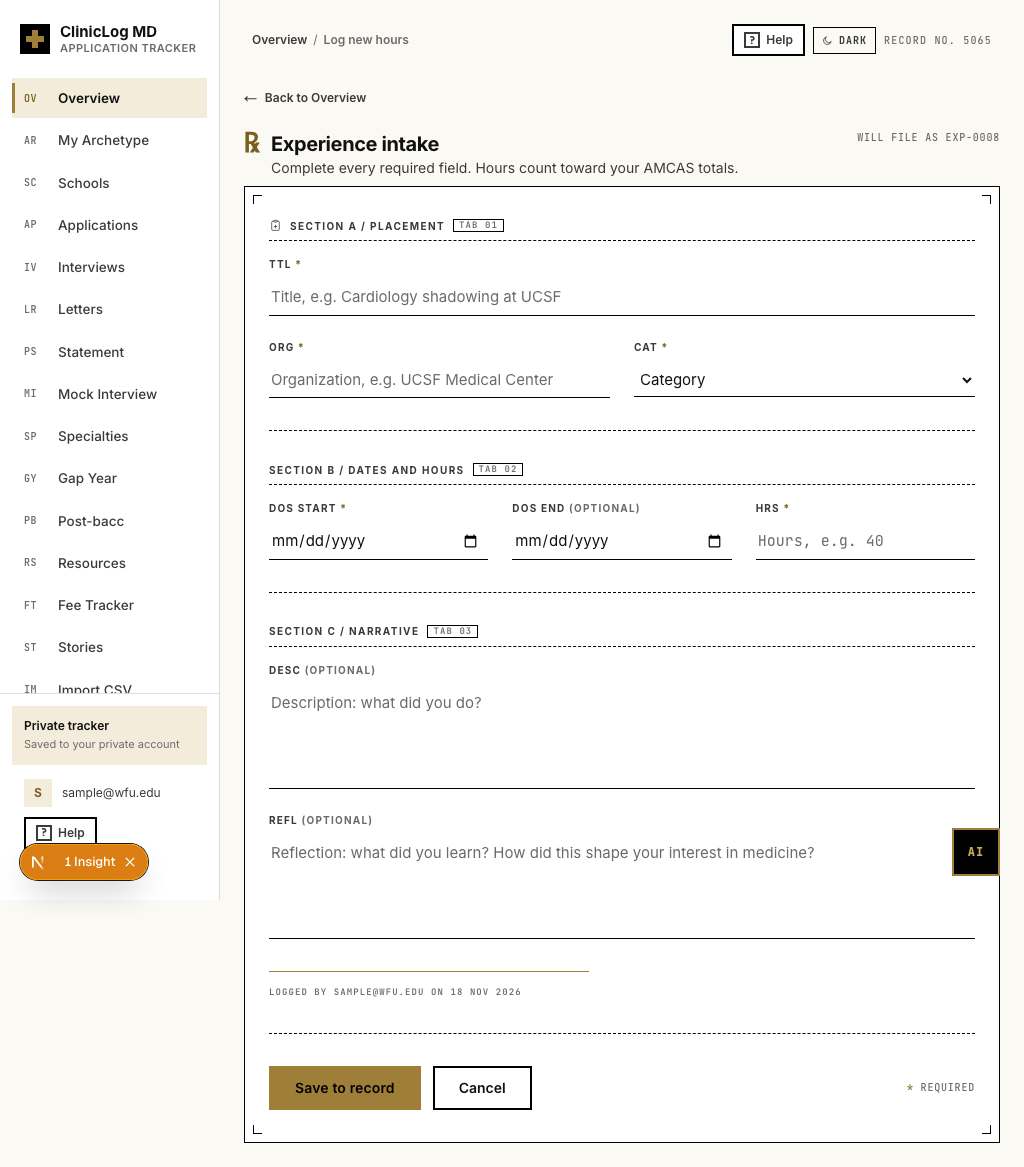 ClinicLog MD
APPLICATION TRACKER
OV Overview
AR My Archetype
SC Schools
AP Applications
IV Interviews
LR Letters
PS Statement
MI Mock Interview
SP Specialties
GY Gap Year
PB Post-bacc
RS Resources
FT Fee Tracker
ST Stories
IM Import CSV
Private tracker
Saved to your private account
S sample@wfu.edu
? Help
N 1 Insight ×
Overview / Log new hours
? Help
DARK
RECORD NO. 5065
← Back to Overview
℞ Experience intake
WILL FILE AS EXP-0008
Complete every required field. Hours count toward your AMCAS totals.
SECTION A / PLACEMENT TAB 01
TTL *
Title, e.g. Cardiology shadowing at UCSF
ORG * CAT *
Organization, e.g. UCSF Medical Center Category
SECTION B / DATES AND HOURS TAB 02
DOS START * DOS END (OPTIONAL) HRS *
mm/dd/yyyy mm/dd/yyyy Hours, e.g. 40
SECTION C / NARRATIVE TAB 03
DESC (OPTIONAL)
Description: what did you do?
REFL (OPTIONAL)
Reflection: what did you learn? How did this shape your interest in medicine?
AI
LOGGED BY SAMPLE@WFU.EDU ON 18 NOV 2026
Save to record Cancel * REQUIRED